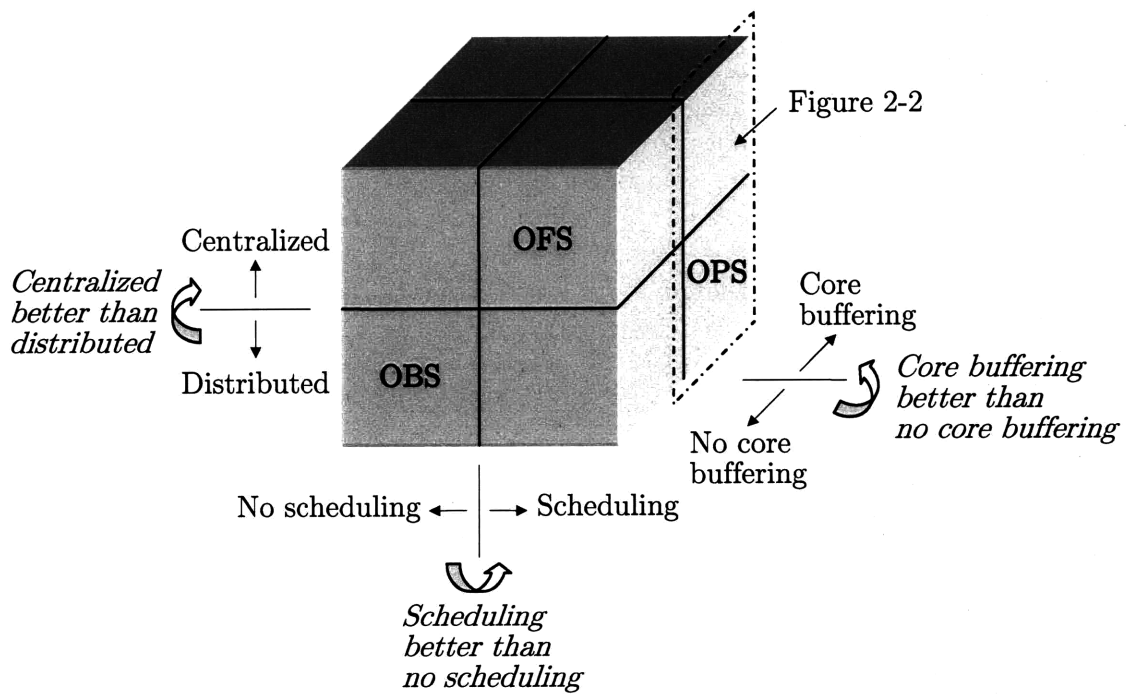 Figure 2-2
OFS
Centralized
Centralized
better than
distributed
OPS
Core
buffering
Distributed
OBS
Core buffering
better than
no core buffering
No core
buffering
No scheduling
Scheduling
Scheduling
better than
no scheduling